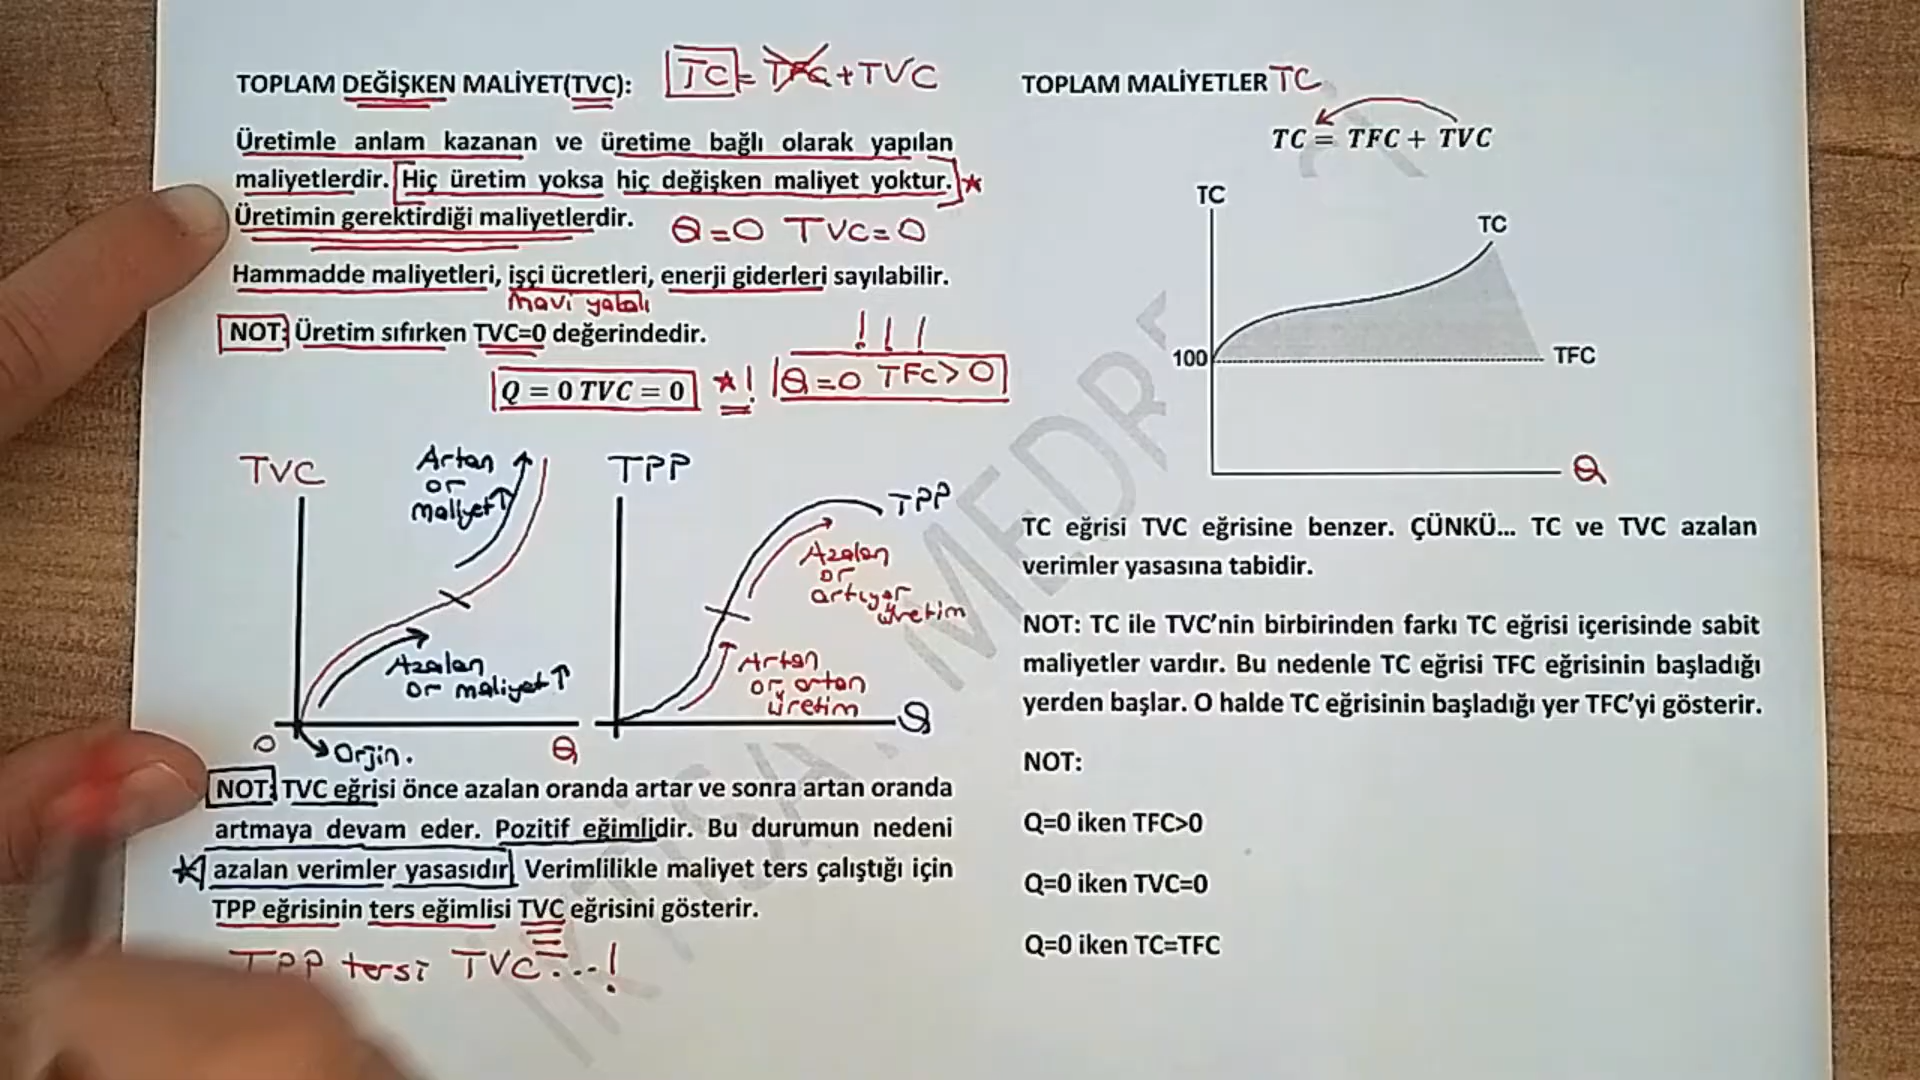 TOPLAM DEĞİŞKEN MALİYET(TVC): TC = TFC + TVC
Üretimle anlam kazanan ve üretime bağlı olarak yapılan
maliyetlerdir. Hiç üretim yoksa hiç değişken maliyet yoktur.
Üretimin gerektirdiği maliyetlerdir. Q=0 TVC=0
Hammadde maliyetleri, işçi ücretleri, enerji giderleri sayılabilir.
mavi yakalı
NOT: Üretim sıfırken TVC=0 değerindedir.
!!!
Q = 0 TVC = 0 ! Q=0 TFC>0
TVC
Artan
or
maliyet↑
Azalan
or maliyet↑
0
Orjin.
Q
TPP
TPP
Azalan
or
artıyor
üretim
Artan
or artan
üretim
Q
NOT: TVC eğrisi önce azalan oranda artar ve sonra artan oranda
artmaya devam eder. Pozitif eğimlidir. Bu durumun nedeni
azalan verimler yasasıdır. Verimlilikle maliyet ters çalıştığı için
TPP eğrisinin ters eğimlisi TVC eğrisini gösterir.
TPP tersi TVC...!
TOPLAM MALİYETLER TC
TC = TFC + TVC
TC
TC
100
TFC
Q
TC eğrisi TVC eğrisine benzer. ÇÜNKÜ... TC ve TVC azalan
verimler yasasına tabidir.
NOT: TC ile TVC'nin birbirinden farkı TC eğrisi içerisinde sabit
maliyetler vardır. Bu nedenle TC eğrisi TFC eğrisinin başladığı
yerden başlar. O halde TC eğrisinin başladığı yer TFC'yi gösterir.
NOT:
Q=0 iken TFC>0
Q=0 iken TVC=0
Q=0 iken TC=TFC